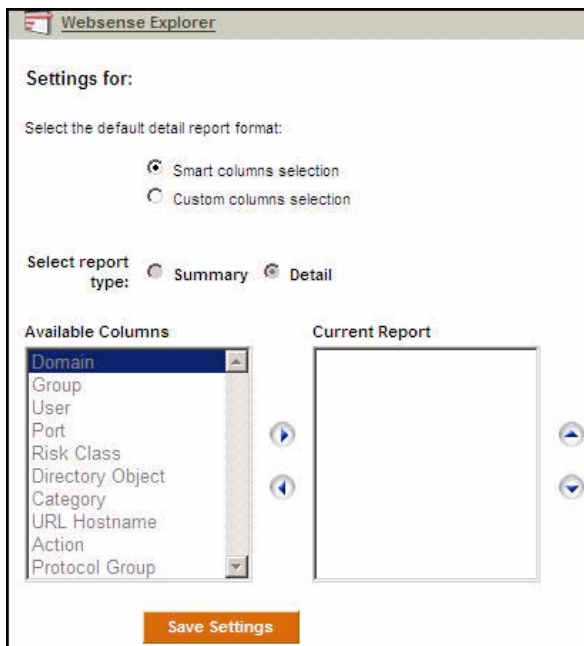 Websense Explorer
Settings for:
Select the default detail report format:
Smart columns selection
Custom columns selection
Select report
type:
Summary
Detail
Available Columns
Current Report
Domain
Group
User
Port
Risk Class
Directory Object
Category
URL Hostname
Action
Protocol Group
Save Settings